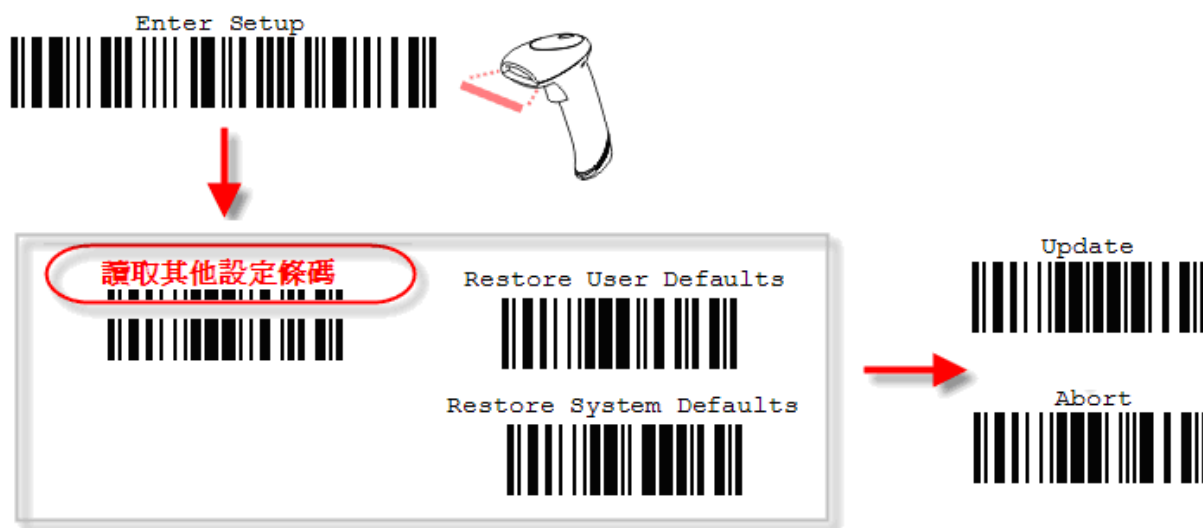 Enter Setup
讀取其他設定條碼
Restore User Defaults
Restore System Defaults
Update
Abort